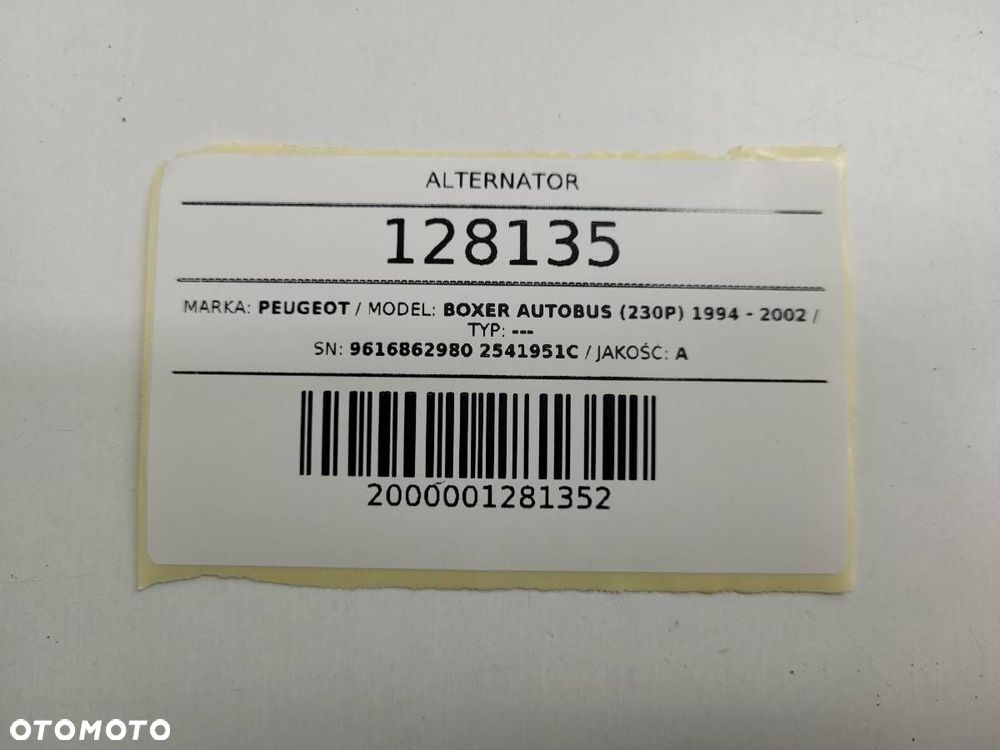 ALTERNATOR
128135
MARKA: PEUGEOT / MODEL: BOXER AUTOBUS (230P) 1994 - 2002 /
TYP: ---
SN: 9616862980 2541951C / JAKOŚĆ: A
2000001281352
OTOMOTO